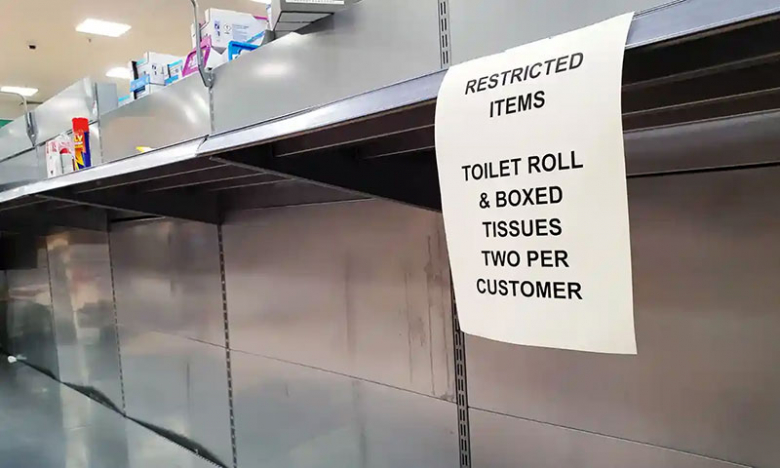 RESTRICTED
ITEMS
TOILET ROLL
& BOXED
TISSUES
TWO PER
CUSTOMER